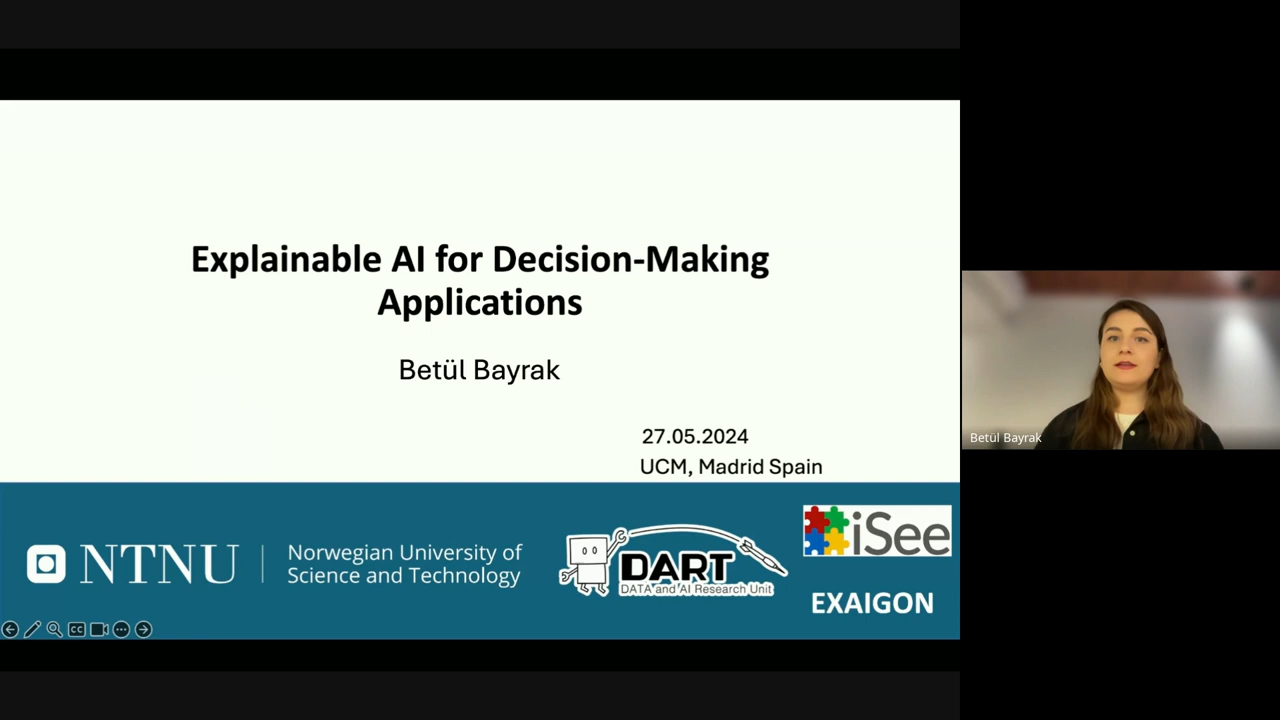 Explainable AI for Decision-Making
Applications
Betül Bayrak
27.05.2024
UCM, Madrid Spain
NTNU
Norwegian University of
Science and Technology
DART
DATA and AI Research Unit
iSee
EXAIGON
CC
Betül Bayrak